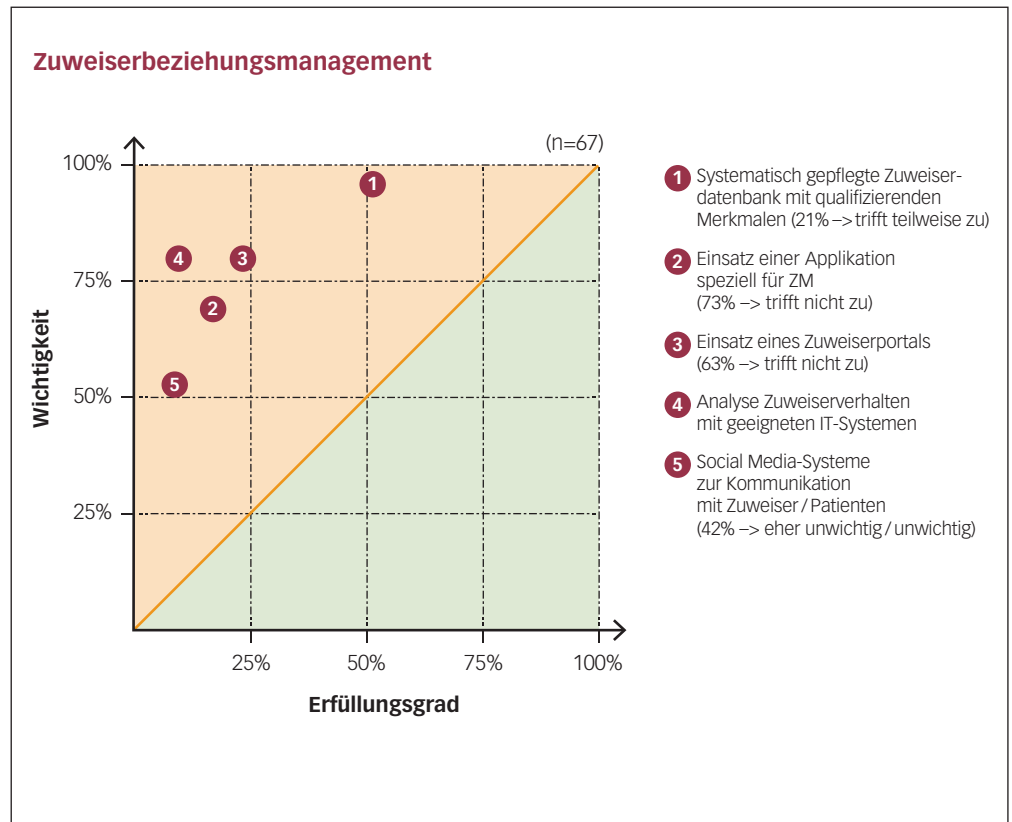 Zuweiserbeziehungsmanagement
(n=67)
100%
75%
50%
25%
Wichtigkeit
1
4
3
2
5
25%
50%
75%
100%
Erfüllungsgrad
1 Systematisch gepflegte Zuweiser-
datenbank mit qualifizierenden
Merkmalen (21% –> trifft teilweise zu)
2 Einsatz einer Applikation
speziell für ZM
(73% –> trifft nicht zu)
3 Einsatz eines Zuweiserportals
(63% –> trifft nicht zu)
4 Analyse Zuweiserverhalten
mit geeigneten IT-Systemen
5 Social Media-Systeme
zur Kommunikation
mit Zuweiser / Patienten
(42% –> eher unwichtig / unwichtig)